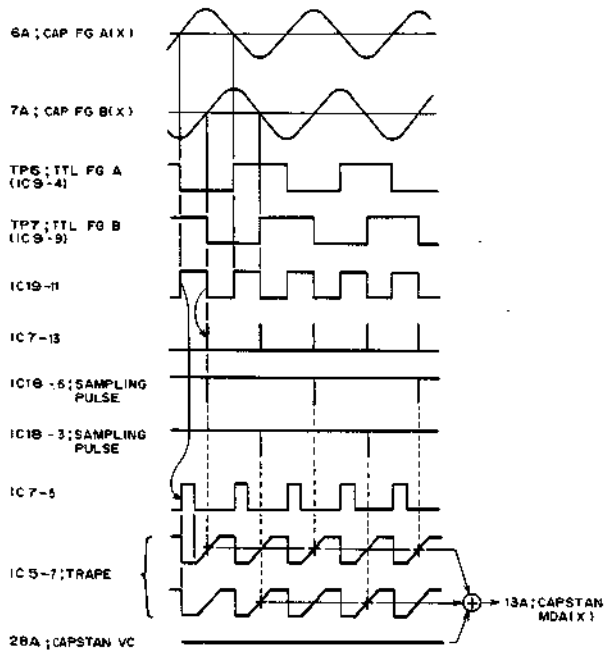 6A ; CAP FG A(X)
7A ; CAP FG B(X)
TP6 ; TTL FG A
(IC9-4)
TP7 ; TTL FG B
(IC9-9)
IC19-11
IC7-13
IC18-6 ; SAMPLING
PULSE
IC18-3 ; SAMPLING
PULSE
IC7-5
IC5-7 ; TRAPE
13A ; CAPSTAN
MDA(X)
28A ; CAPSTAN VC